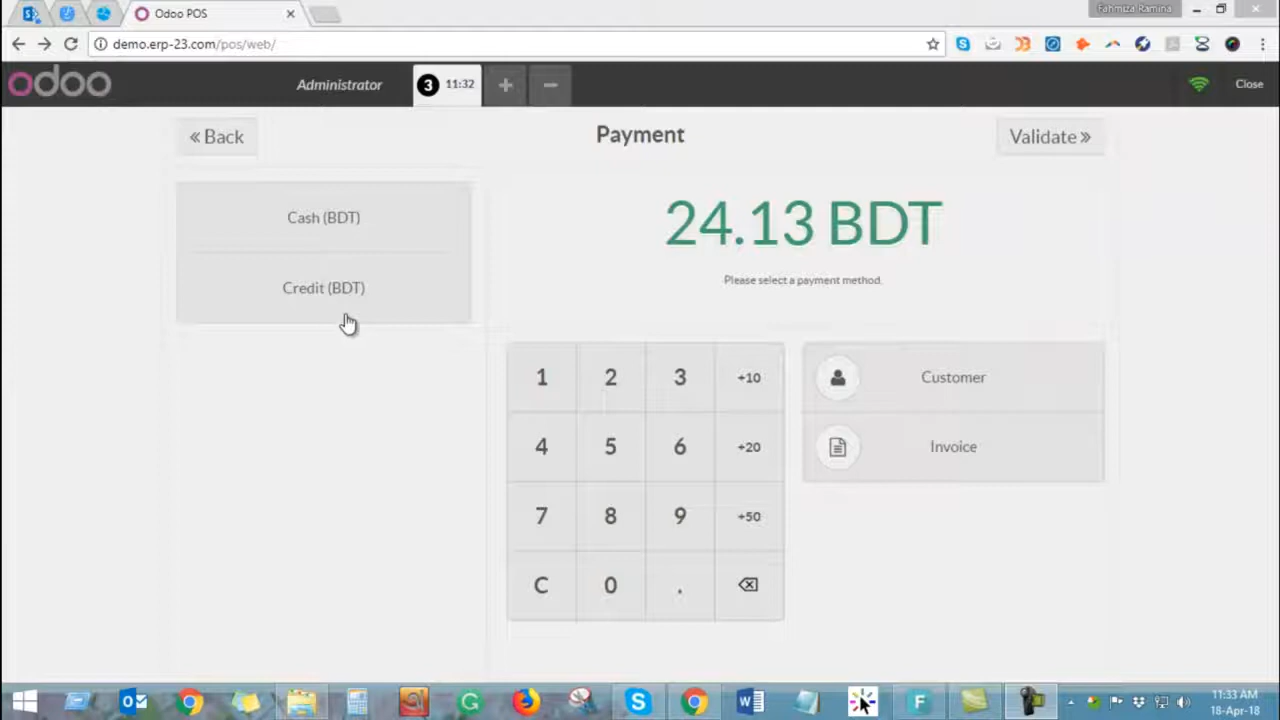 Odoo POS
Fahmiza Ramina
demo.erp-23.com/pos/web/
odoo
Administrator
3 11:32
Close
« Back
Payment
Validate »
Cash (BDT)
Credit (BDT)
24.13 BDT
Please select a payment method.
1 2 3 +10
4 5 6 +20
7 8 9 +50
C 0 .
Customer
Invoice
11:33 AM
18-Apr-18